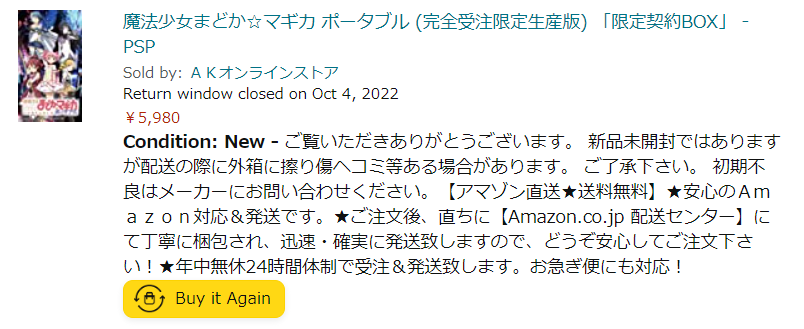 魔法少女まどか☆マギカ ポータブル (完全受注限定生産版) 「限定契約BOX」 -
PSP
Sold by: ＡＫオンラインストア
Return window closed on Oct 4, 2022
￥5,980
Condition: New - ご覧いただきありがとうございます。 新品未開封ではあります
が配送の際に外箱に擦り傷ヘコミ等ある場合があります。 ご了承下さい。 初期不
良はメーカーにお問い合わせください。【アマゾン直送★送料無料】★安心のＡｍ
ａｚｏｎ対応＆発送です。★ご注文後、直ちに【Amazon.co.jp 配送センター】に
て丁寧に梱包され、迅速・確実に発送致しますので、どうぞ安心してご注文下さ
い！★年中無休24時間体制で受注＆発送致します。お急ぎ便にも対応！
Buy it Again